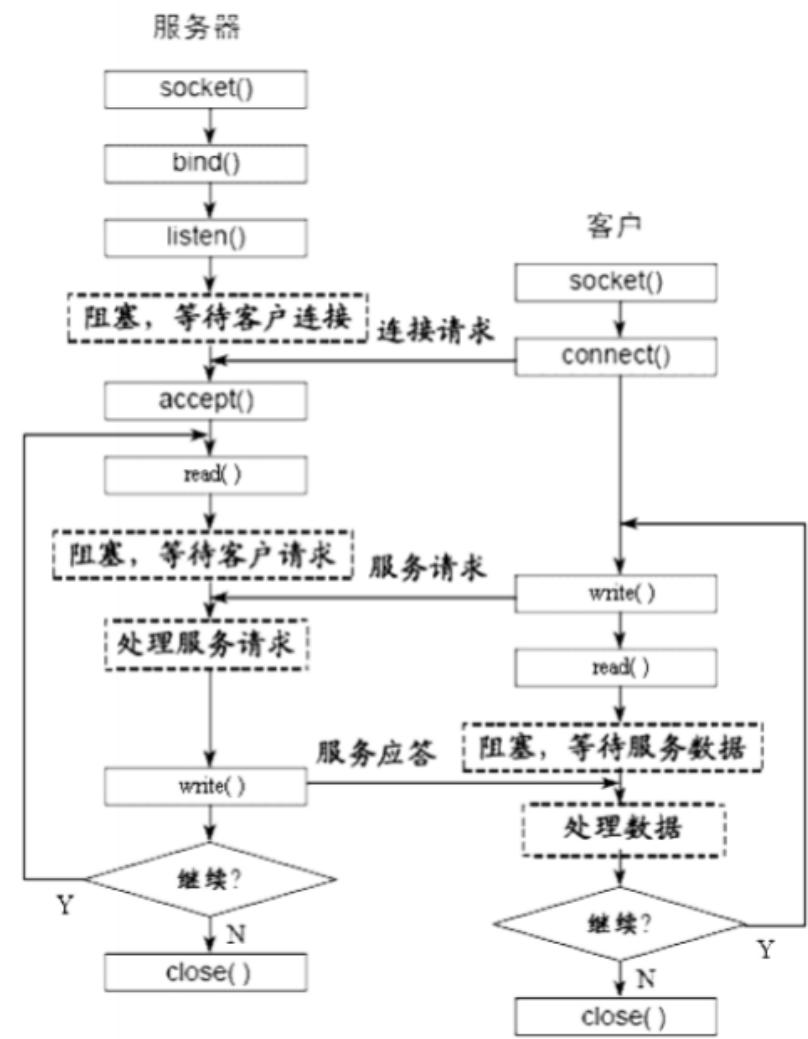 服务器
socket()
bind()
listen()
阻塞，等待客户连接
accept()
read( )
阻塞，等待客户请求
处理服务请求
write( )
继续?
Y
N
close( )
连接请求
服务请求
服务应答
客户
socket()
connect()
write( )
read( )
阻塞，等待服务数据
处理数据
继续?
Y
N
close( )